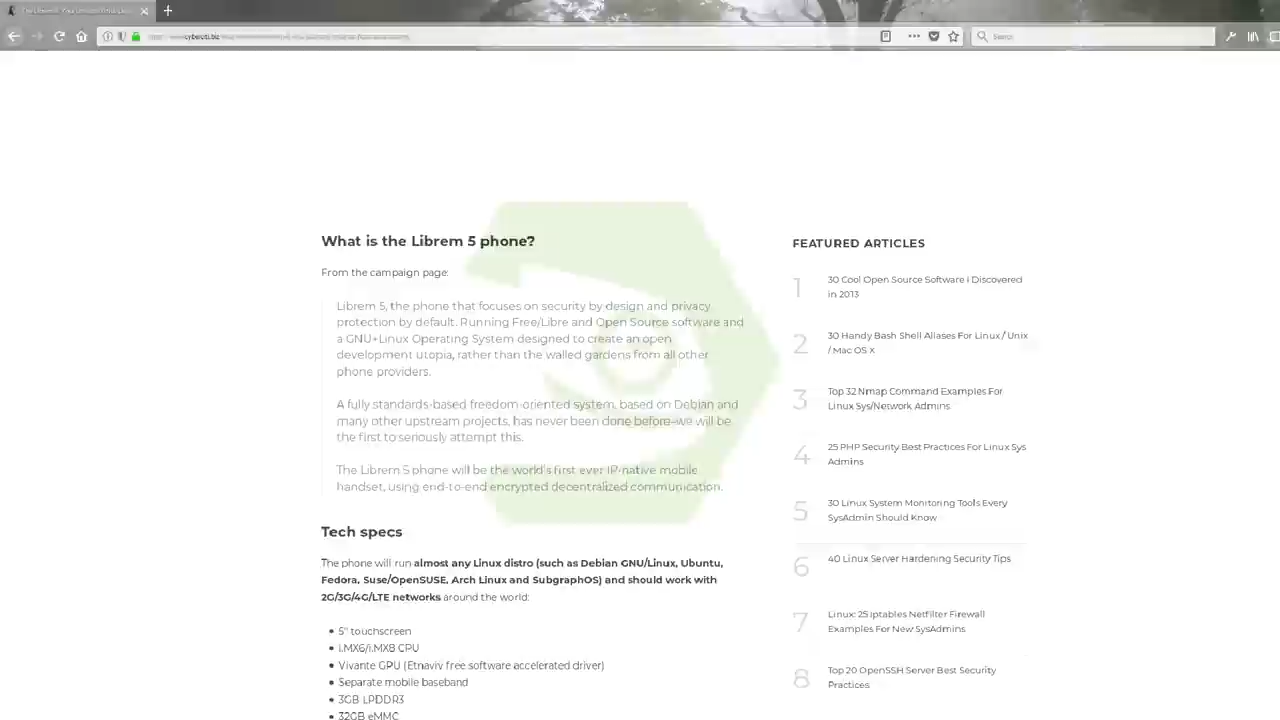 cyberciti.biz
Search
What is the Librem 5 phone?
From the campaign page:
Librem 5, the phone that focuses on security by design and privacy
protection by default. Running Free/Libre and Open Source software and
a GNU+Linux Operating System designed to create an open
development utopia, rather than the walled gardens from all other
phone providers.
A fully standards-based freedom-oriented system, based on Debian and
many other upstream projects, has never been done before–we will be
the first to seriously attempt this.
The Librem 5 phone will be the world's first ever IP-native mobile
handset, using end-to-end encrypted decentralized communication.
Tech specs
The phone will run almost any Linux distro (such as Debian GNU/Linux, Ubuntu,
Fedora, Suse/OpenSUSE, Arch Linux and SubgraphOS) and should work with
2G/3G/4G/LTE networks around the world:
• 5" touchscreen
• i.MX6/i.MX8 CPU
• Vivante GPU (Etnaviv free software accelerated driver)
• Separate mobile baseband
• 3GB LPDDR3
• 32GB eMMC
FEATURED ARTICLES
1 30 Cool Open Source Software I Discovered
in 2013
2 30 Handy Bash Shell Aliases For Linux / Unix
/ Mac OS X
3 Top 32 Nmap Command Examples For
Linux Sys/Network Admins
4 25 PHP Security Best Practices For Linux Sys
Admins
5 30 Linux System Monitoring Tools Every
SysAdmin Should Know
6 40 Linux Server Hardening Security Tips
7 Linux: 25 Iptables Netfilter Firewall
Examples For New SysAdmins
8 Top 20 OpenSSH Server Best Security
Practices